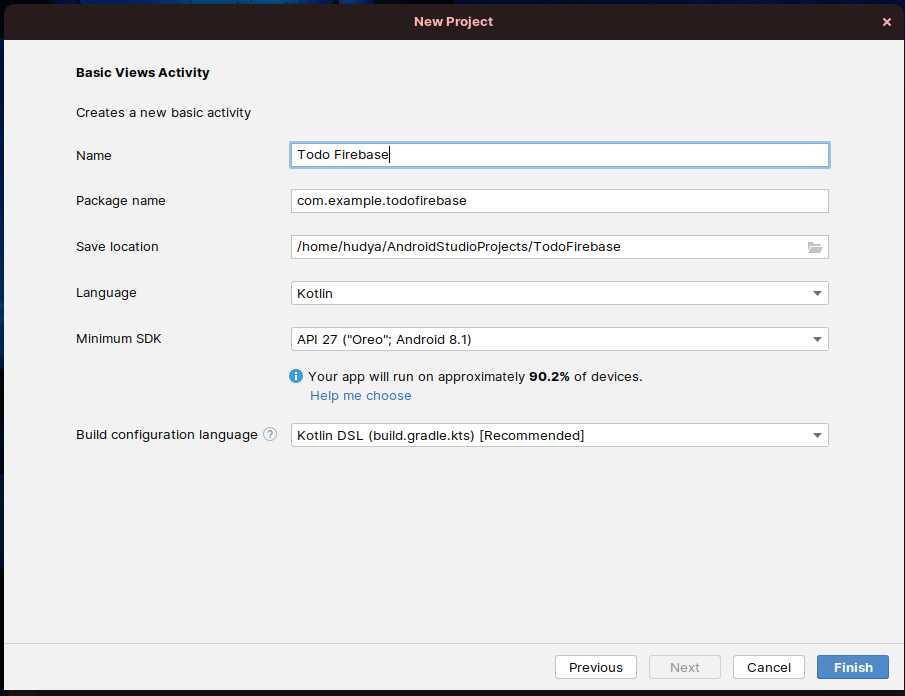 New Project
Basic Views Activity
Creates a new basic activity
Name Todo Firebase
Package name com.example.todofirebase
Save location /home/hudya/AndroidStudioProjects/TodoFirebase
Language Kotlin
Minimum SDK API 27 ("Oreo"; Android 8.1)
Your app will run on approximately 90.2% of devices.
Help me choose
Build configuration language ? Kotlin DSL (build.gradle.kts) [Recommended]
Previous Next Cancel Finish